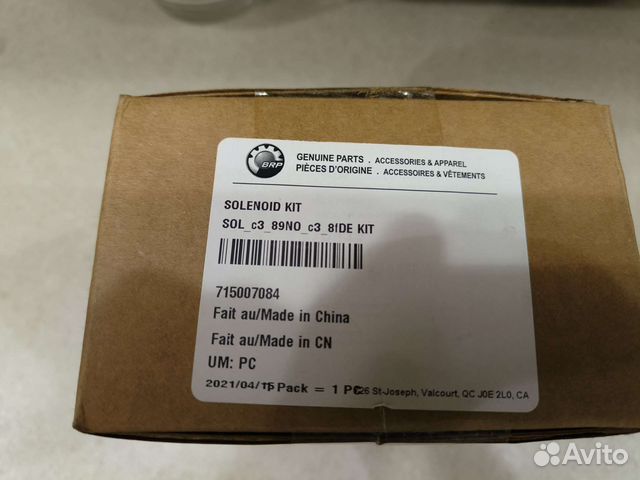 BRP
GENUINE PARTS . ACCESSORIES & APPAREL
PIÈCES D'ORIGINE . ACCESSOIRES & VÊTEMENTS
SOLENOID KIT
SOL_c3_89NO_c3_8fDE KIT
715007084
Fait au/Made in China
Fait au/Made in CN
UM: PC
2021/04/15 Pack = 1 PC 26 St-Joseph, Valcourt, QC J0E 2L0, CA
Avito